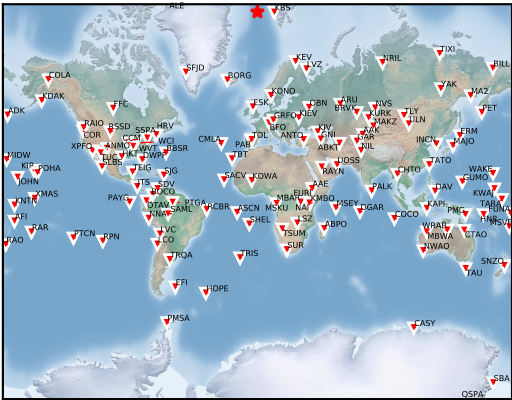 ALE
KBS
KEV
LVZ
TIXI
NRIL
BILL
SFJD
BORG
COLA
YAK
KONO
MA2
KDAK
ADK
FFC
ESK
OBN
ARU
BRVK
NVS
KURK
MAKZ
TLY
ULN
PET
GRFO
KIEV
RAIO
COR
RSSD
SSPA
HRV
CCM
WCI
BFO
TOL
ANTO
KIV
GNI
AAK
GAR
NIL
ERM
MAJO
INCN
XPFO
ANMO
WVT
TUC
HKT
DWPF
BBSR
CMLA
PAB
ABKT
MIDW
SLBS
TBT
UOSS
TATO
KIP
POHA
TEIG
SJG
RAYN
CHTO
WAKE
JOHN
SACV
KOWA
AAE
PALK
DAV
GUMO
KWAJ
XMAS
SDV
KNTN
PAYG
OTAV
BOCO
SAML
PTGA
RCBR
ASCN
MSKU
MBAR
KMBO
MSEY
DGAR
COCO
KAPI
PMG
TARA
FUNA
HNR
MSVF
AFI
NNA
SHEL
LSZ
ABPO
RAR
RAO
PTCN
RPN
LVC
LCO
TSUM
SUR
WRAB
MBWA
NWAO
CTAO
TRQA
TRIS
TAU
SNZO
EFI
HOPE
PMSA
CASY
SBA
QSPA